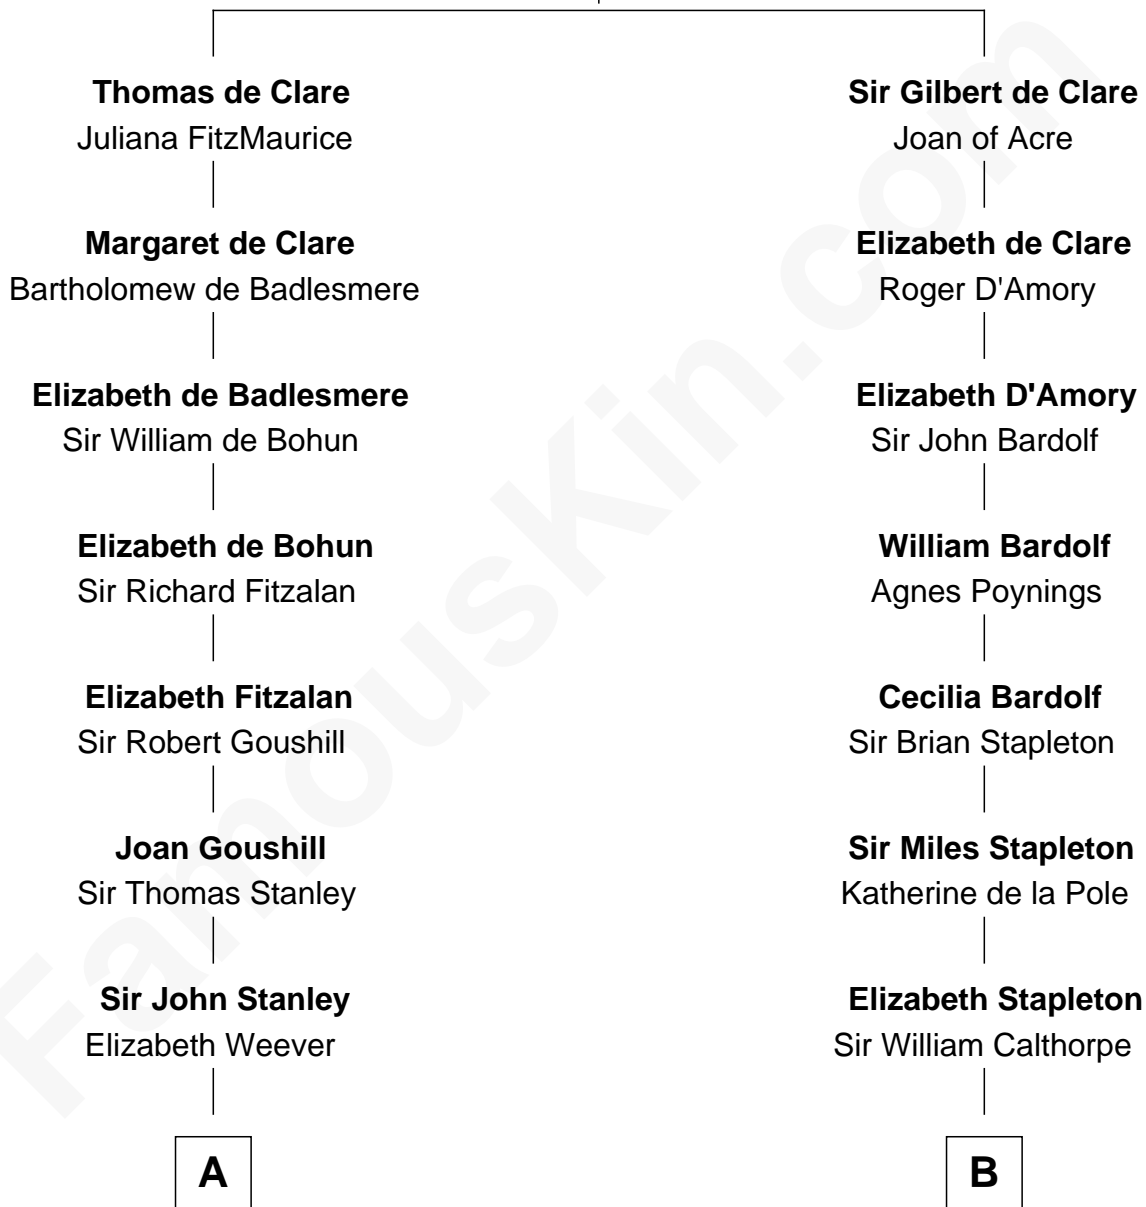 Thomas de Clare
Juliana FitzMaurice
Margaret de Clare
Bartholomew de Badlesmere
Elizabeth de Badlesmere
Sir William de Bohun
Elizabeth de Bohun
Sir Richard Fitzalan
Elizabeth Fitzalan
Sir Robert Goushill
Joan Goushill
Sir Thomas Stanley
Sir John Stanley
Elizabeth Weever
A
Sir Gilbert de Clare
Joan of Acre
Elizabeth de Clare
Roger D'Amory
Elizabeth D'Amory
Sir John Bardolf
William Bardolf
Agnes Poynings
Cecilia Bardolf
Sir Brian Stapleton
Sir Miles Stapleton
Katherine de la Pole
Elizabeth Stapleton
Sir William Calthorpe
B
FamousKin.com